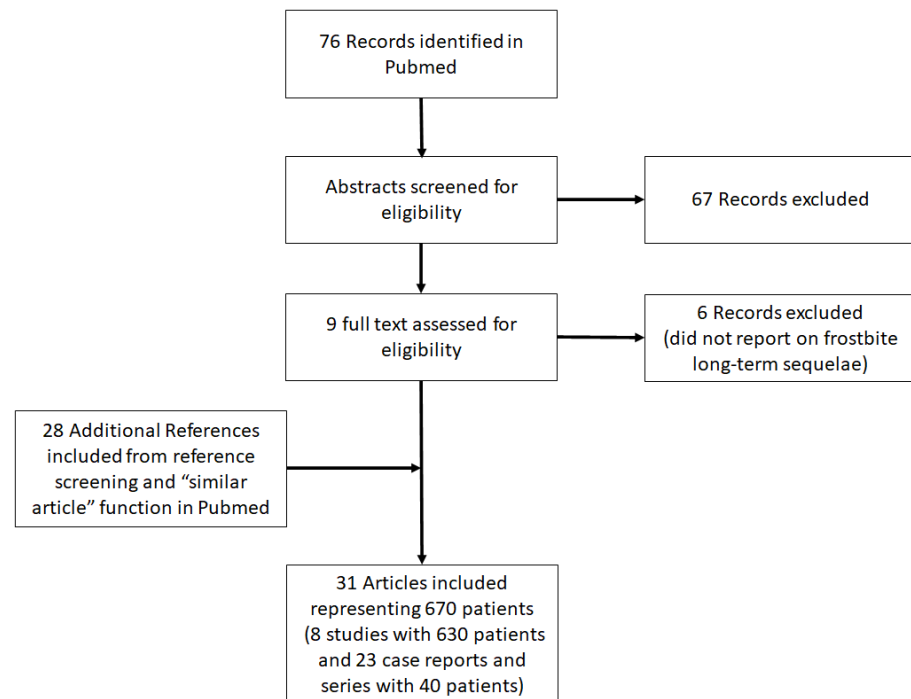 76 Records identified in
Pubmed
Abstracts screened for
eligibility
67 Records excluded
9 full text assessed for
eligibility
6 Records excluded
(did not report on frostbite
long-term sequelae)
28 Additional References
included from reference
screening and “similar
article” function in Pubmed
31 Articles included
representing 670 patients
(8 studies with 630 patients
and 23 case reports and
series with 40 patients)